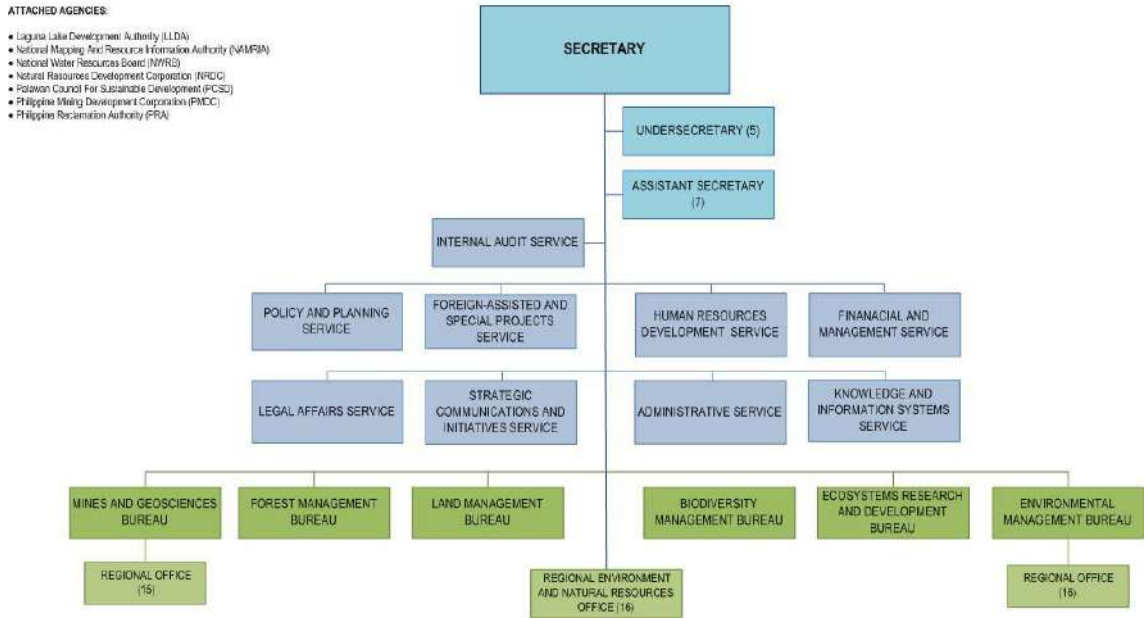 ATTACHED AGENCIES:
● Laguna Lake Development Authority (LLDA)
● National Mapping And Resource Information Authority (NAMRIA)
● National Water Resources Board (NWRB)
● Natural Resources Development Corporation (NRDC)
● Palawan Council For Sustainable Development (PCSD)
● Philippine Mining Development Corporation (PMDC)
● Philippine Reclamation Authority (PRA)
SECRETARY
UNDERSECRETARY (5)
ASSISTANT SECRETARY
(7)
INTERNAL AUDIT SERVICE
POLICY AND PLANNING
SERVICE
FOREIGN-ASSISTED AND
SPECIAL PROJECTS
SERVICE
HUMAN RESOURCES
DEVELOPMENT SERVICE
FINANACIAL AND
MANAGEMENT SERVICE
LEGAL AFFAIRS SERVICE
STRATEGIC
COMMUNICATIONS AND
INITIATIVES SERVICE
ADMINISTRATIVE SERVICE
KNOWLEDGE AND
INFORMATION SYSTEMS
SERVICE
MINES AND GEOSCIENCES
BUREAU
FOREST MANAGEMENT
BUREAU
LAND MANAGEMENT
BUREAU
BIODIVERSITY
MANAGEMENT BUREAU
ECOSYSTEMS RESEARCH
AND DEVELOPMENT
BUREAU
ENVIRONMENTAL
MANAGEMENT BUREAU
REGIONAL OFFICE
(15)
REGIONAL ENVIRONMENT
AND NATURAL RESOURCES
OFFICE (16)
REGIONAL OFFICE
(16)